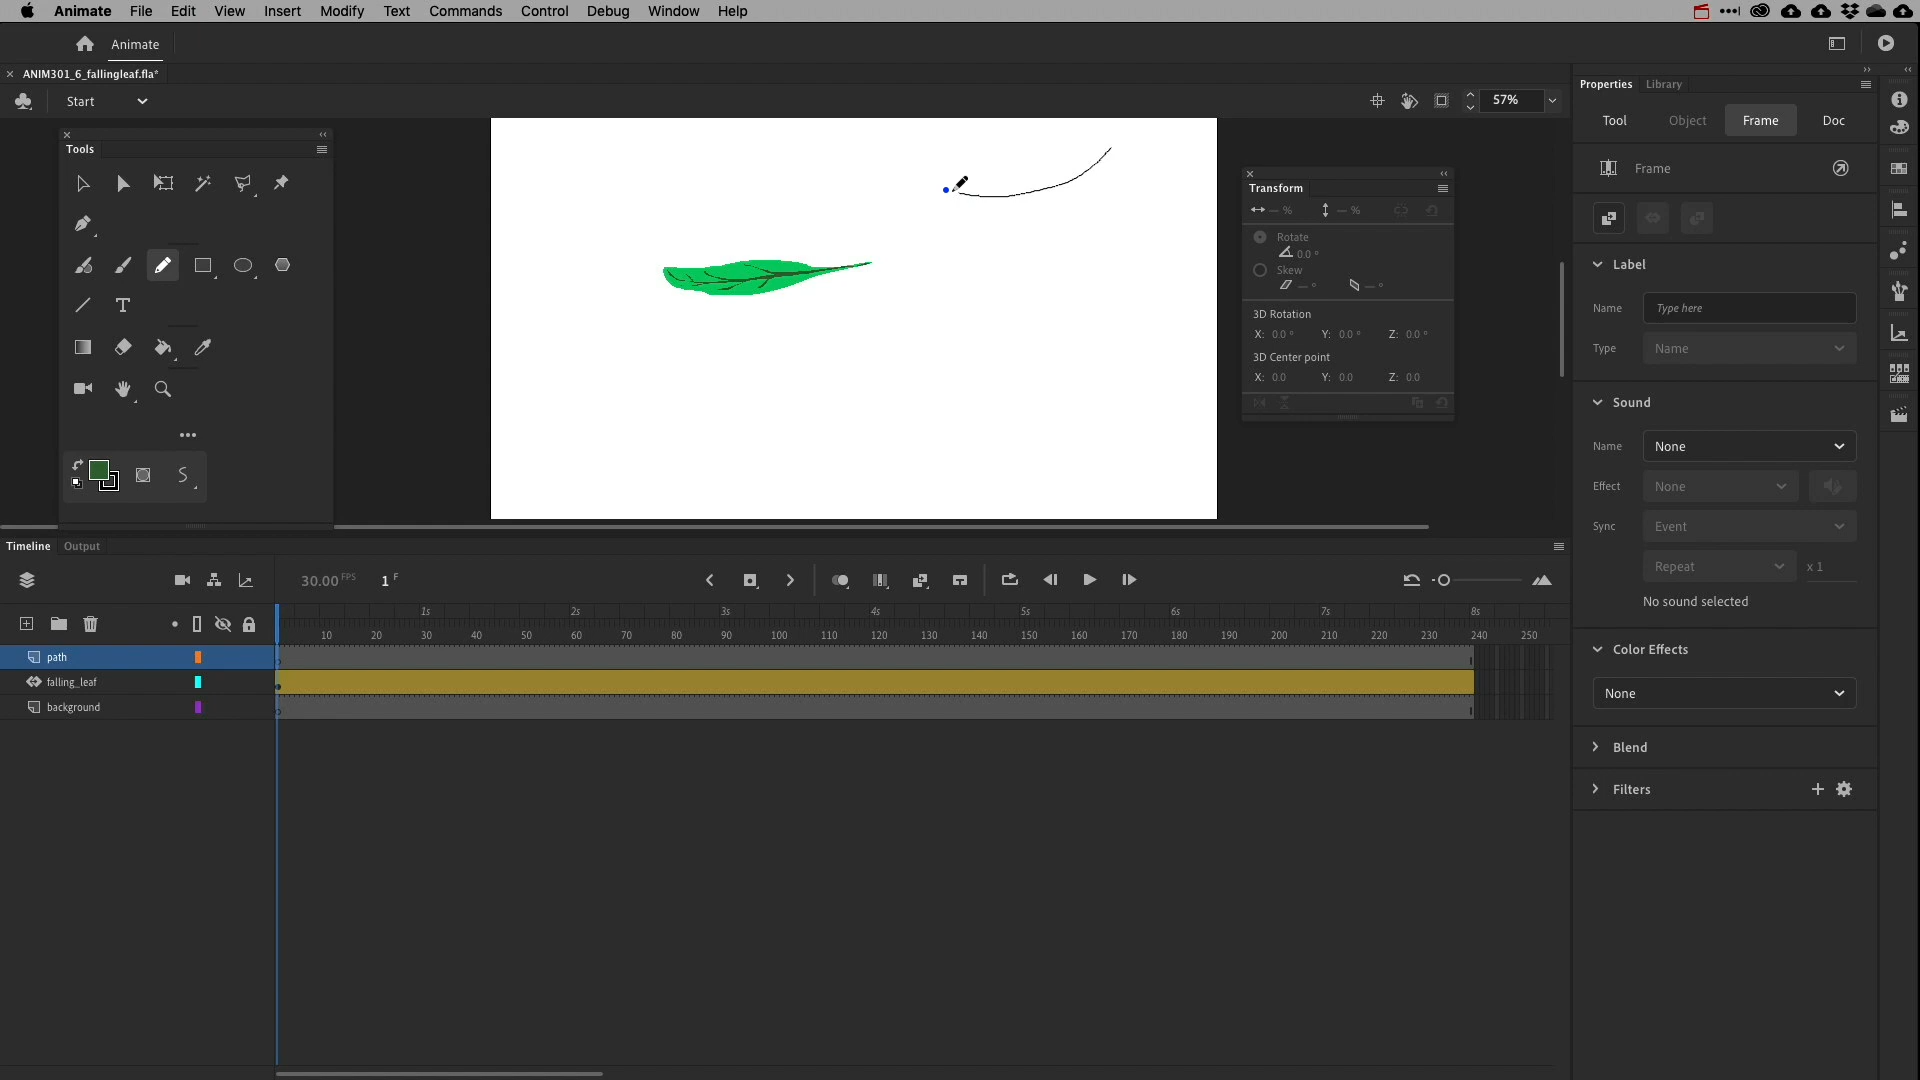 Animate File Edit View Insert Modify Text Commands Control Debug Window Help
Animate
ANIM301_6_fallingleaf.fla*
Properties Library
Start 57%
Tool Object Frame Doc
Tools
Frame
Transform
— % — %
Rotate
0.0 °
Label
Skew
— ° — °
Name Type here
3D Rotation
X: 0.0 ° Y: 0.0 ° Z: 0.0 °
Type Name
3D Center point
X: 0.0 Y: 0.0 Z: 0.0
Sound
Name None
Effect None
Sync Event
Timeline Output
Repeat x 1
30.00 FPS 1 F
No sound selected
1s 2s 3s 4s 5s 6s 7s 8s
10 20 30 40 50 60 70 80 90 100 110 120 130 140 150 160 170 180 190 200 210 220 230 240 250
path
Color Effects
falling_leaf
None
background
Blend
Filters